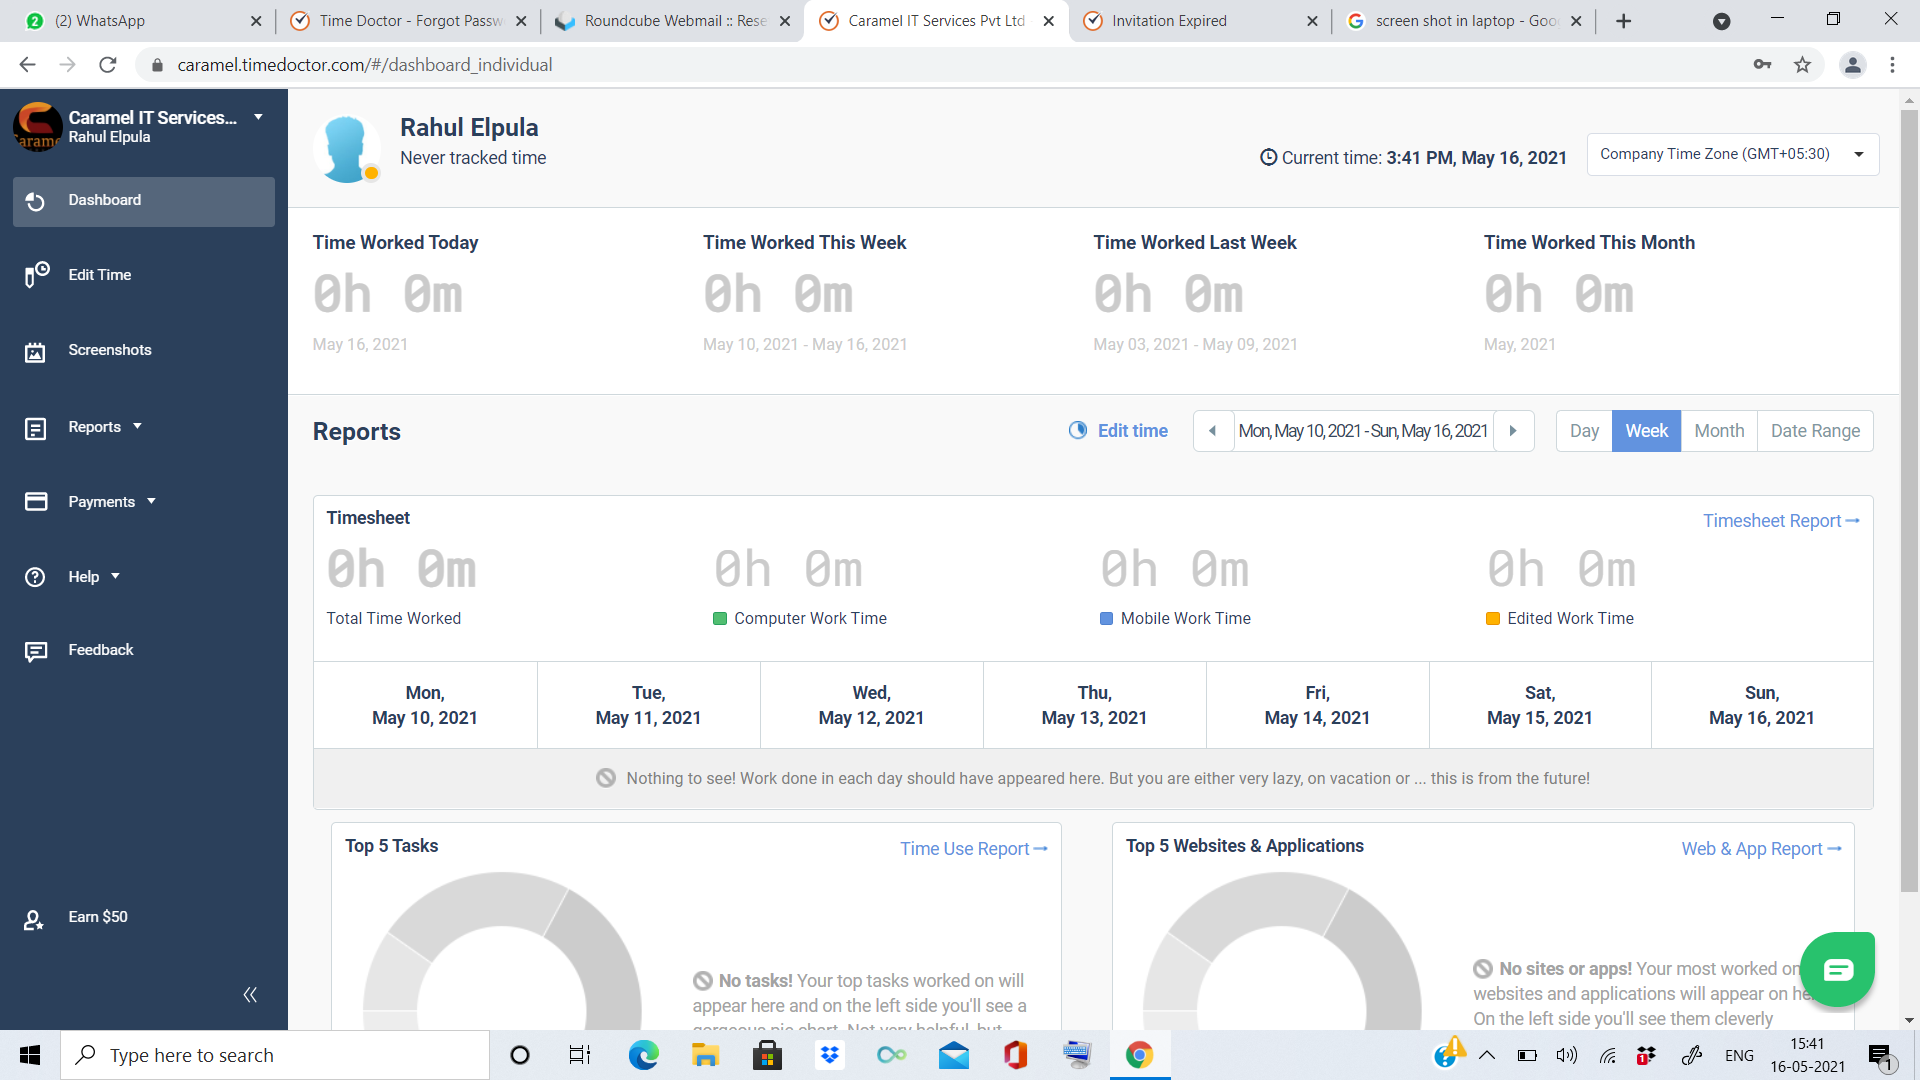 (2) WhatsApp
Time Doctor - Forgot Passw
Roundcube Webmail :: Rese
Caramel IT Services Pvt Ltd
Invitation Expired
screen shot in laptop - Goo
caramel.timedoctor.com/#/dashboard_individual
Caramel IT Services...
Rahul Elpula
Dashboard
Edit Time
Screenshots
Reports
Payments
Help
Feedback
Earn $50
Rahul Elpula
Never tracked time
Current time: 3:41 PM, May 16, 2021
Company Time Zone (GMT+05:30)
Time Worked Today
0h 0m
May 16, 2021
Time Worked This Week
0h 0m
May 10, 2021 - May 16, 2021
Time Worked Last Week
0h 0m
May 03, 2021 - May 09, 2021
Time Worked This Month
0h 0m
May, 2021
Reports
Edit time
Mon, May 10, 2021 - Sun, May 16, 2021
Day
Week
Month
Date Range
Timesheet
Timesheet Report
0h 0m
Total Time Worked
0h 0m
Computer Work Time
0h 0m
Mobile Work Time
0h 0m
Edited Work Time
Mon,
May 10, 2021
Tue,
May 11, 2021
Wed,
May 12, 2021
Thu,
May 13, 2021
Fri,
May 14, 2021
Sat,
May 15, 2021
Sun,
May 16, 2021
Nothing to see! Work done in each day should have appeared here. But you are either very lazy, on vacation or ... this is from the future!
Top 5 Tasks
Time Use Report
No tasks! Your top tasks worked on will
appear here and on the left side you'll see a
gorgeous pie chart. Not very helpful, but
Top 5 Websites & Applications
Web & App Report
No sites or apps! Your most worked on
websites and applications will appear on he
On the left side you'll see them cleverly
Type here to search
ENG
15:41
16-05-2021
1